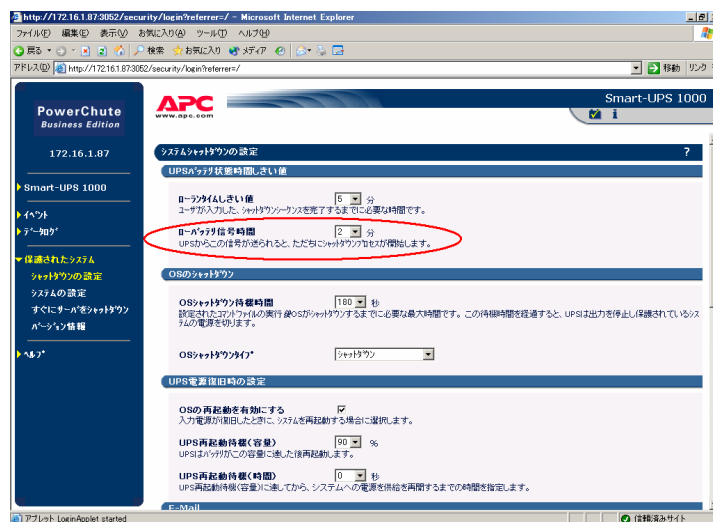 http://172.16.1.87:3052/security/login?referrer=/ - Microsoft Internet Explorer
ファイル(F) 編集(E) 表示(V) お気に入り(A) ツール(T) ヘルプ(H)
戻る 検索 お気に入り メディア
アドレス(D) http://172.16.1.87:3052/security/login?referrer=/ 移動 リンク
PowerChute
Business Edition
172.16.1.87
Smart-UPS 1000
ｲﾍﾞﾝﾄ
ﾃﾞｰﾀﾛｸﾞ
保護されたｼｽﾃﾑ
ｼｬｯﾄﾀﾞｳﾝの設定
ｼｽﾃﾑの設定
すぐにｻｰﾊﾞをｼｬｯﾄﾀﾞｳﾝ
ﾊﾞｰｼﾞｮﾝ情報
ﾍﾙﾌﾟ
APC
www.apc.com
Smart-UPS 1000
i
ｼｽﾃﾑｼｬｯﾄﾀﾞｳﾝの設定 ?
UPSﾊﾞｯﾃﾘ状態時間しきい値
ﾛｰﾗﾝﾀｲﾑしきい値 5 分
ﾕｰｻﾞが入力した、ｼｬｯﾄﾀﾞｳﾝｼｰｹﾝｽを完了するまでに必要な時間です。
ﾛｰﾊﾞｯﾃﾘ信号時間 2 分
UPSからこの信号が送られると、ただちにｼｬｯﾄﾀﾞｳﾝﾌﾟﾛｾｽが開始します。
OSのｼｬｯﾄﾀﾞｳﾝ
OSｼｬｯﾄﾀﾞｳﾝ待機時間 180 秒
設定されたｺﾏﾝﾄﾞﾌｧｲﾙの実行後OSがｼｬｯﾄﾀﾞｳﾝするまでに必要な最大時間です。この待機時間を経過すると、UPSは出力を停止し保護されているｼｽ
ﾃﾑの電源を切ります。
OSｼｬｯﾄﾀﾞｳﾝﾀｲﾌﾟ ｼｬｯﾄﾀﾞｳﾝ
UPS電源復旧時の設定
OSの再起動を有効にする
入力電源が復旧したときに、ｼｽﾃﾑを再起動する場合に選択します。
UPS再起動待機(容量) 90 %
UPSはﾊﾞｯﾃﾘがこの容量に達した後再起動します。
UPS再起動待機(時間) 0 秒
UPS再起動待機(容量)に達してから、システムへの電源を供給を再開するまでの時間を指定します。
E-Mail
アプレット LoginApplet started 信頼済みサイト